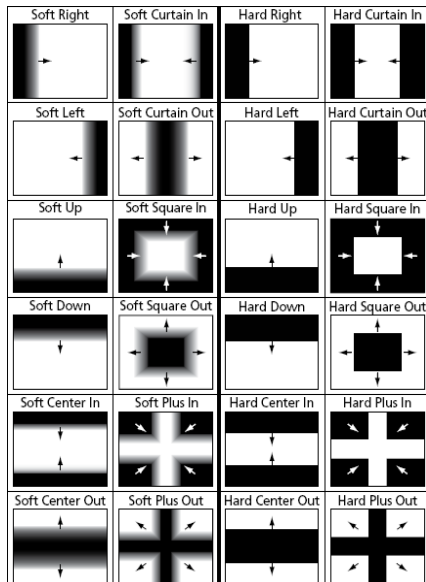 Soft Right
Soft Curtain In
Hard Right
Hard Curtain In
Soft Left
Soft Curtain Out
Hard Left
Hard Curtain Out
Soft Up
Soft Square In
Hard Up
Hard Square In
Soft Down
Soft Square Out
Hard Down
Hard Square Out
Soft Center In
Soft Plus In
Hard Center In
Hard Plus In
Soft Center Out
Soft Plus Out
Hard Center Out
Hard Plus Out